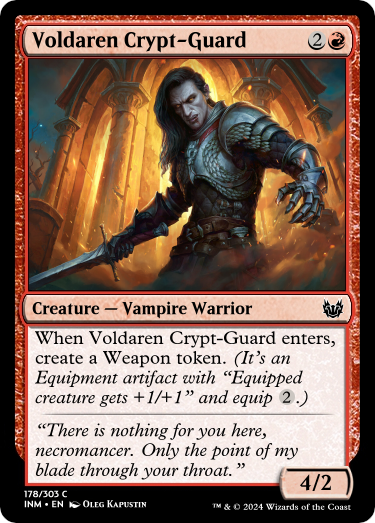 Voldaren Crypt-Guard 2
Creature — Vampire Warrior
When Voldaren Crypt-Guard enters,
create a Weapon token. (It's an
Equipment artifact with “Equipped
creature gets +1/+1” and equip 2.)
“There is nothing for you here,
necromancer. Only the point of my
blade through your throat.”
4/2
178/303 C
INM • EN Oleg Kapustin
™ & © 2024 Wizards of the Coast